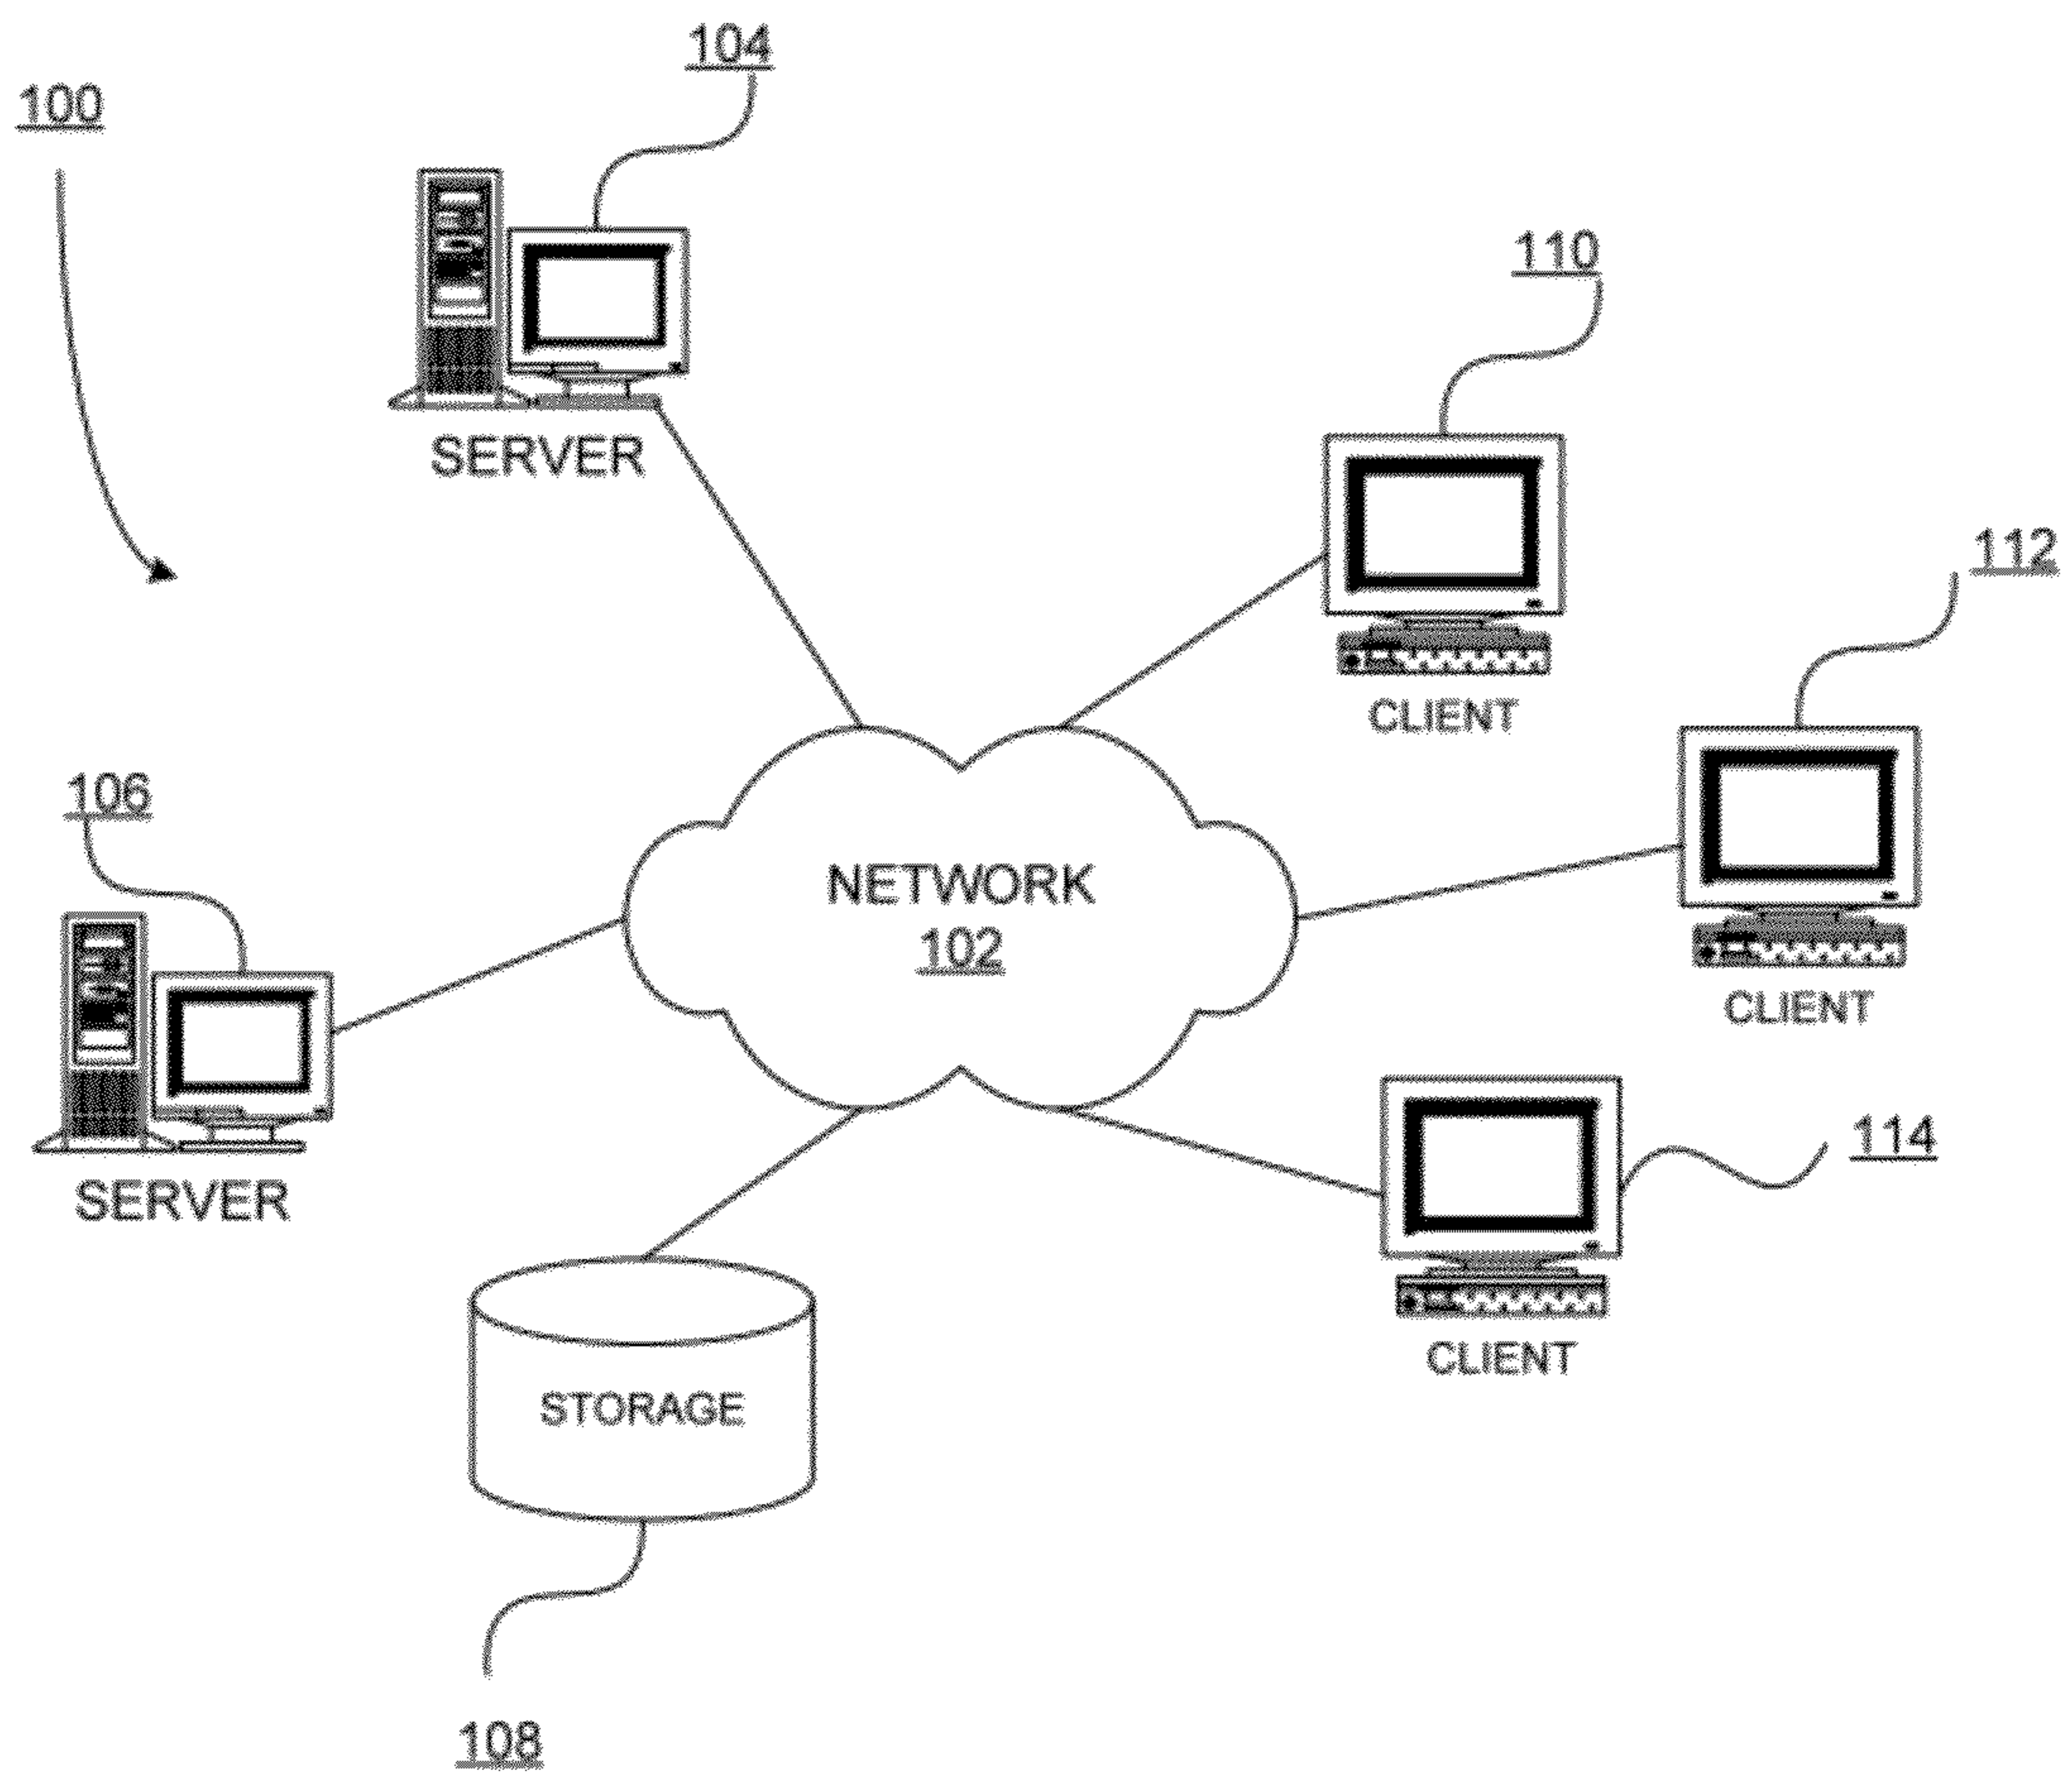 104
100
SERVER
110
CLIENT
112
CLIENT
106
SERVER
NETWORK
102
114
CLIENT
STORAGE
108